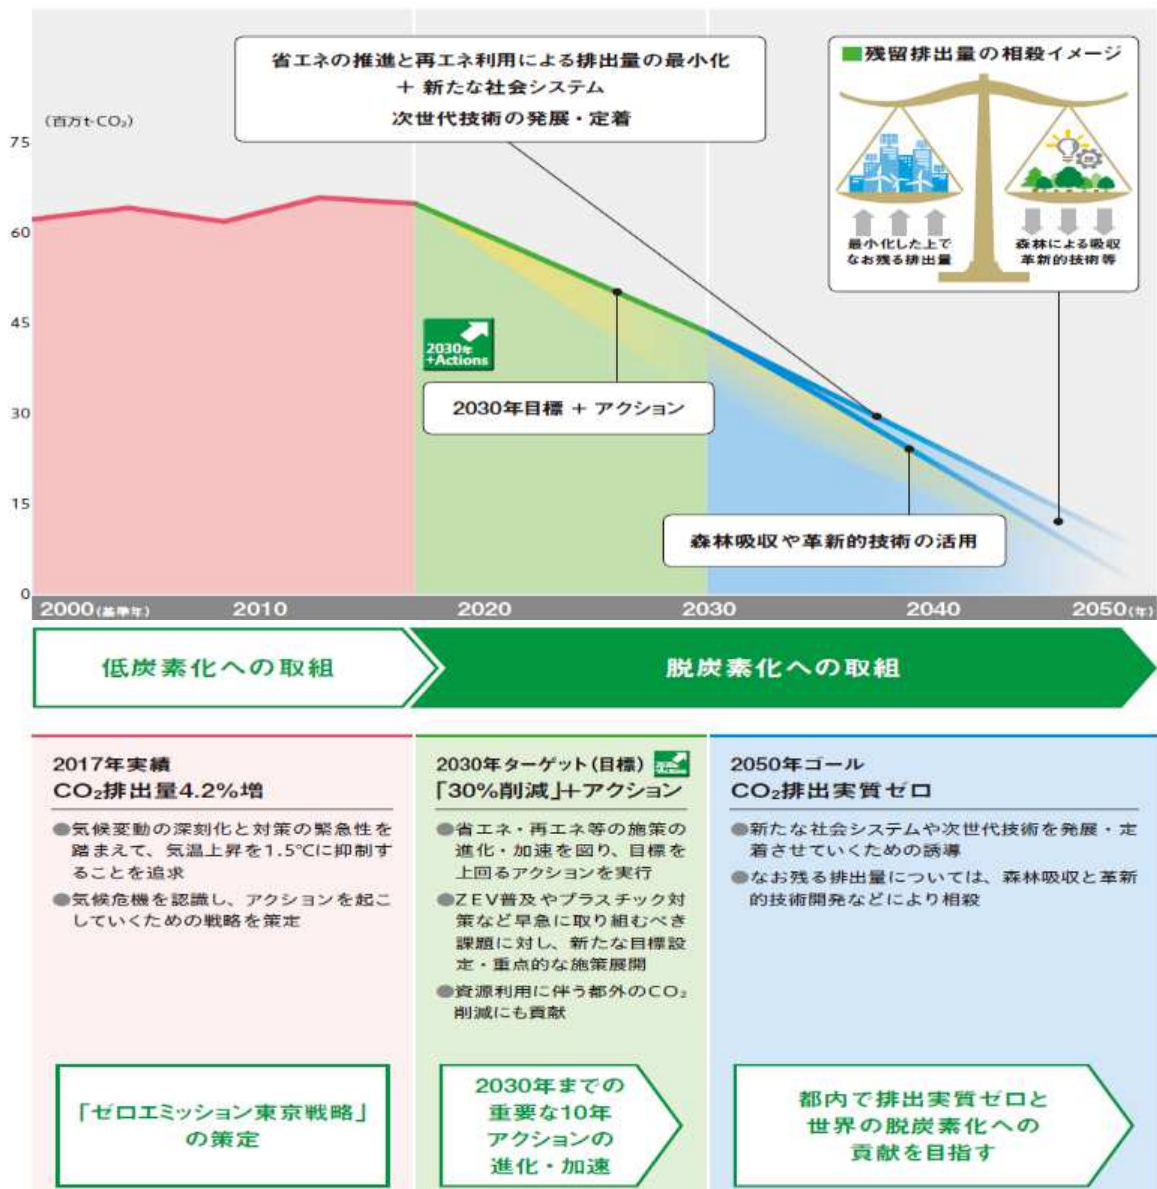 省エネの推進と再エネ利用による排出量の最小化
＋ 新たな社会システム
次世代技術の発展・定着
■残留排出量の相殺イメージ
最小化した上で
なお残る排出量
森林による吸収
革新的技術等
(百万t-CO₂)
75
60
45
30
15
0
2030年
+Actions
2030年目標 ＋ アクション
森林吸収や革新的技術の活用
2000(基準年) 2010 2020 2030 2040 2050(年)
低炭素化への取組
脱炭素化への取組
2017年実績
CO₂排出量4.2%増
●気候変動の深刻化と対策の緊急性を
踏まえて、気温上昇を1.5℃に抑制す
ることを追求
●気候危機を認識し、アクションを起こ
していくための戦略を策定
「ゼロエミッション東京戦略」
の策定
2030年ターゲット(目標)
「30%削減」＋アクション
●省エネ・再エネ等の施策の
進化・加速を図り、目標を
上回るアクションを実行
●ZEV普及やプラスチック対
策など早急に取り組むべき
課題に対し、新たな目標設
定・重点的な施策展開
●資源利用に伴う都外のCO₂
削減にも貢献
2030年までの
重要な10年
アクションの
進化・加速
2050年ゴール
CO₂排出実質ゼロ
●新たな社会システムや次世代技術を発展・定
着させていくための誘導
●なお残る排出量については、森林吸収と革新
的技術開発などにより相殺
都内で排出実質ゼロと
世界の脱炭素化への
貢献を目指す